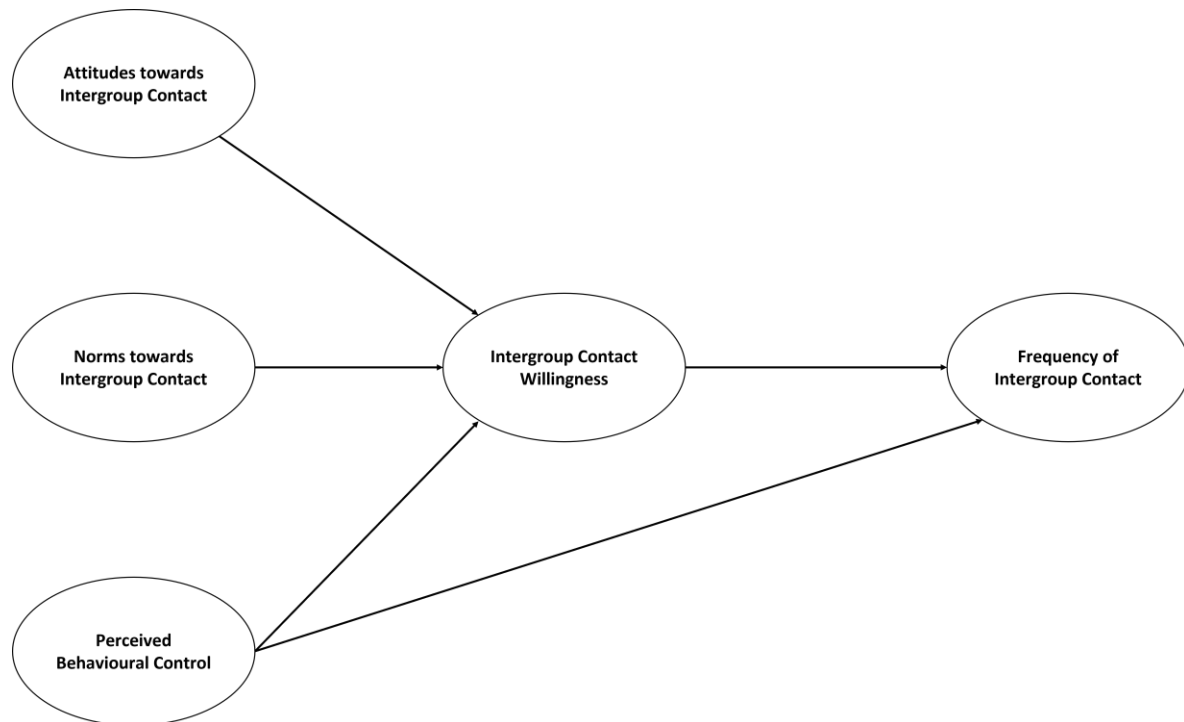 Attitudes towards
Intergroup Contact
Norms towards
Intergroup Contact
Intergroup Contact
Willingness
Frequency of
Intergroup Contact
Perceived
Behavioural Control